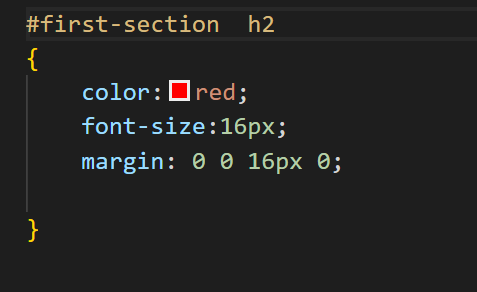 #first-section  h2
{
    color:red;
    font-size:16px;
    margin: 0 0 16px 0;
}